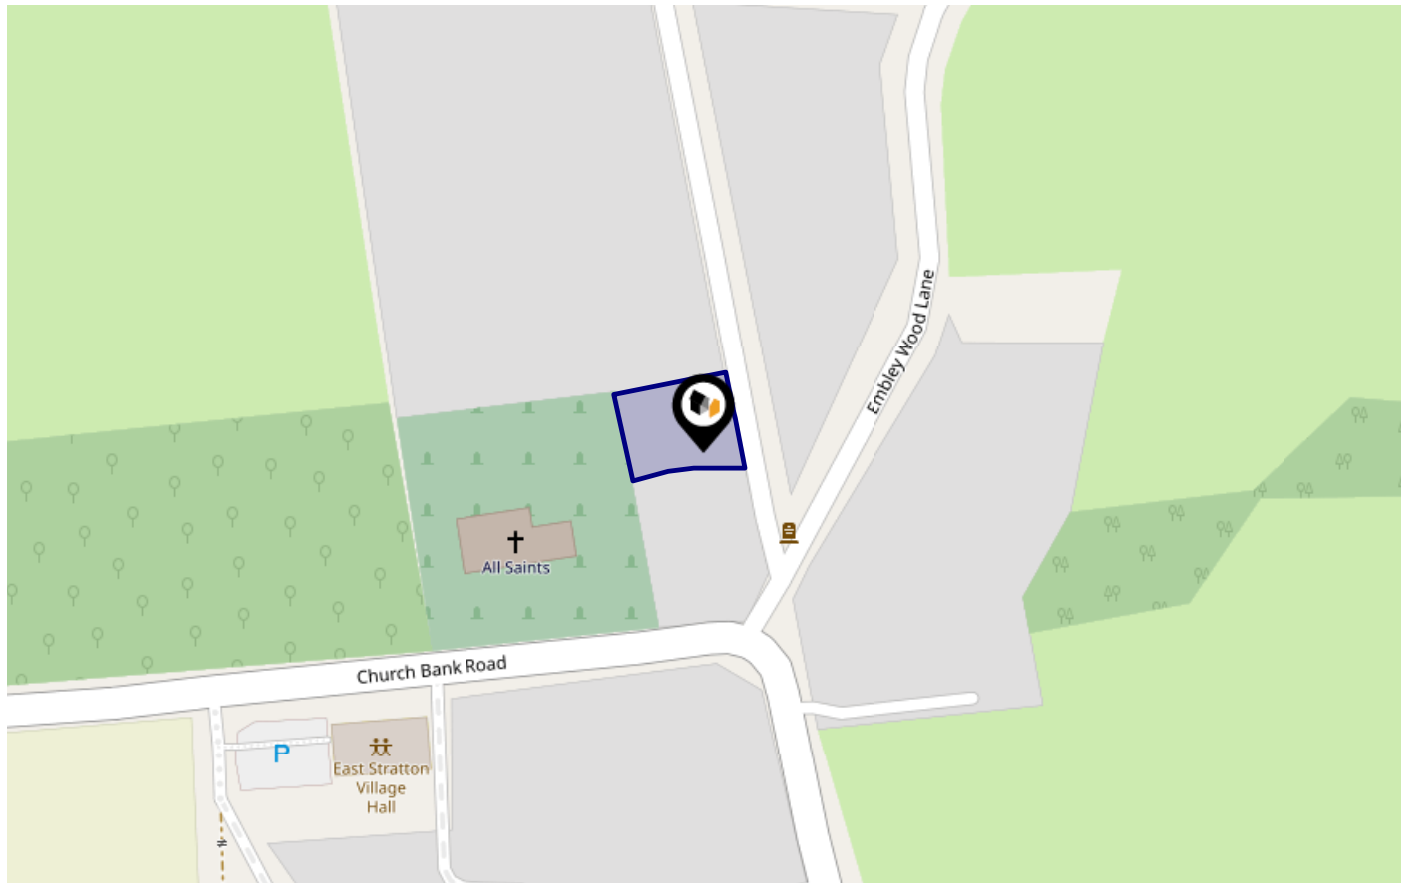 Embley Wood Lane
All Saints
Church Bank Road
P
East Stratton
Village
Hall